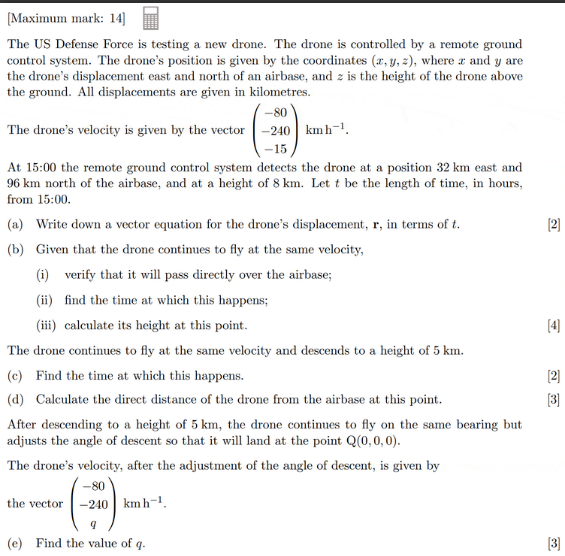 [Maximum mark: 14]
The US Defense Force is testing a new drone. The drone is controlled by a remote ground
control system. The drone's position is given by the coordinates (x, y, z), where x and y are
the drone's displacement east and north of an airbase, and z is the height of the drone above
the ground. All displacements are given in kilometres.
The drone's velocity is given by the vector (−80, −240, −15) km h⁻¹.
At 15:00 the remote ground control system detects the drone at a position 32 km east and
96 km north of the airbase, and at a height of 8 km. Let t be the length of time, in hours,
from 15:00.
(a) Write down a vector equation for the drone's displacement, r, in terms of t. [2]
(b) Given that the drone continues to fly at the same velocity,
(i) verify that it will pass directly over the airbase;
(ii) find the time at which this happens;
(iii) calculate its height at this point. [4]
The drone continues to fly at the same velocity and descends to a height of 5 km.
(c) Find the time at which this happens. [2]
(d) Calculate the direct distance of the drone from the airbase at this point. [3]
After descending to a height of 5 km, the drone continues to fly on the same bearing but
adjusts the angle of descent so that it will land at the point Q(0, 0, 0).
The drone's velocity, after the adjustment of the angle of descent, is given by
the vector (−80, −240, q) km h⁻¹.
(e) Find the value of q. [3]